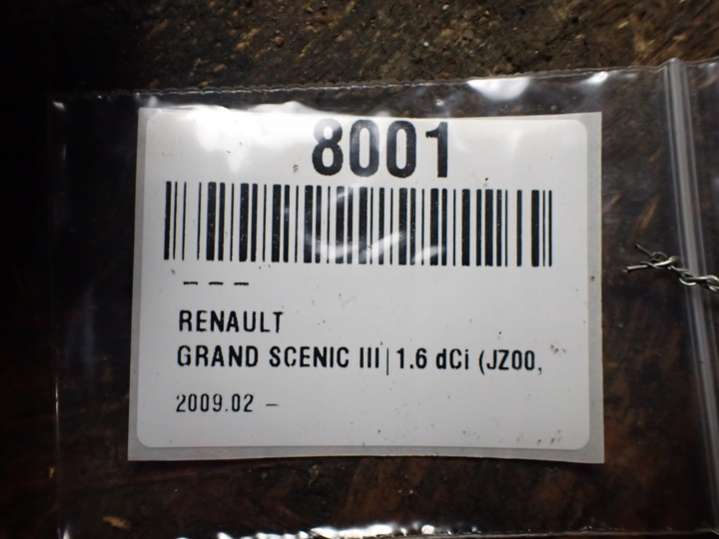 8001
- - -
RENAULT
GRAND SCENIC III|1.6 dCi (JZ00,
2009.02 -